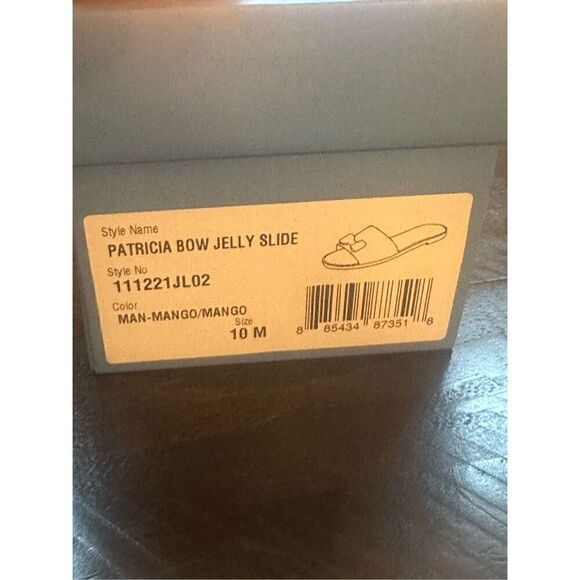 Style Name
PATRICIA BOW JELLY SLIDE
Style No
111221JL02
Color
MAN-MANGO/MANGO
Size
10 M
8 85434 87351 8